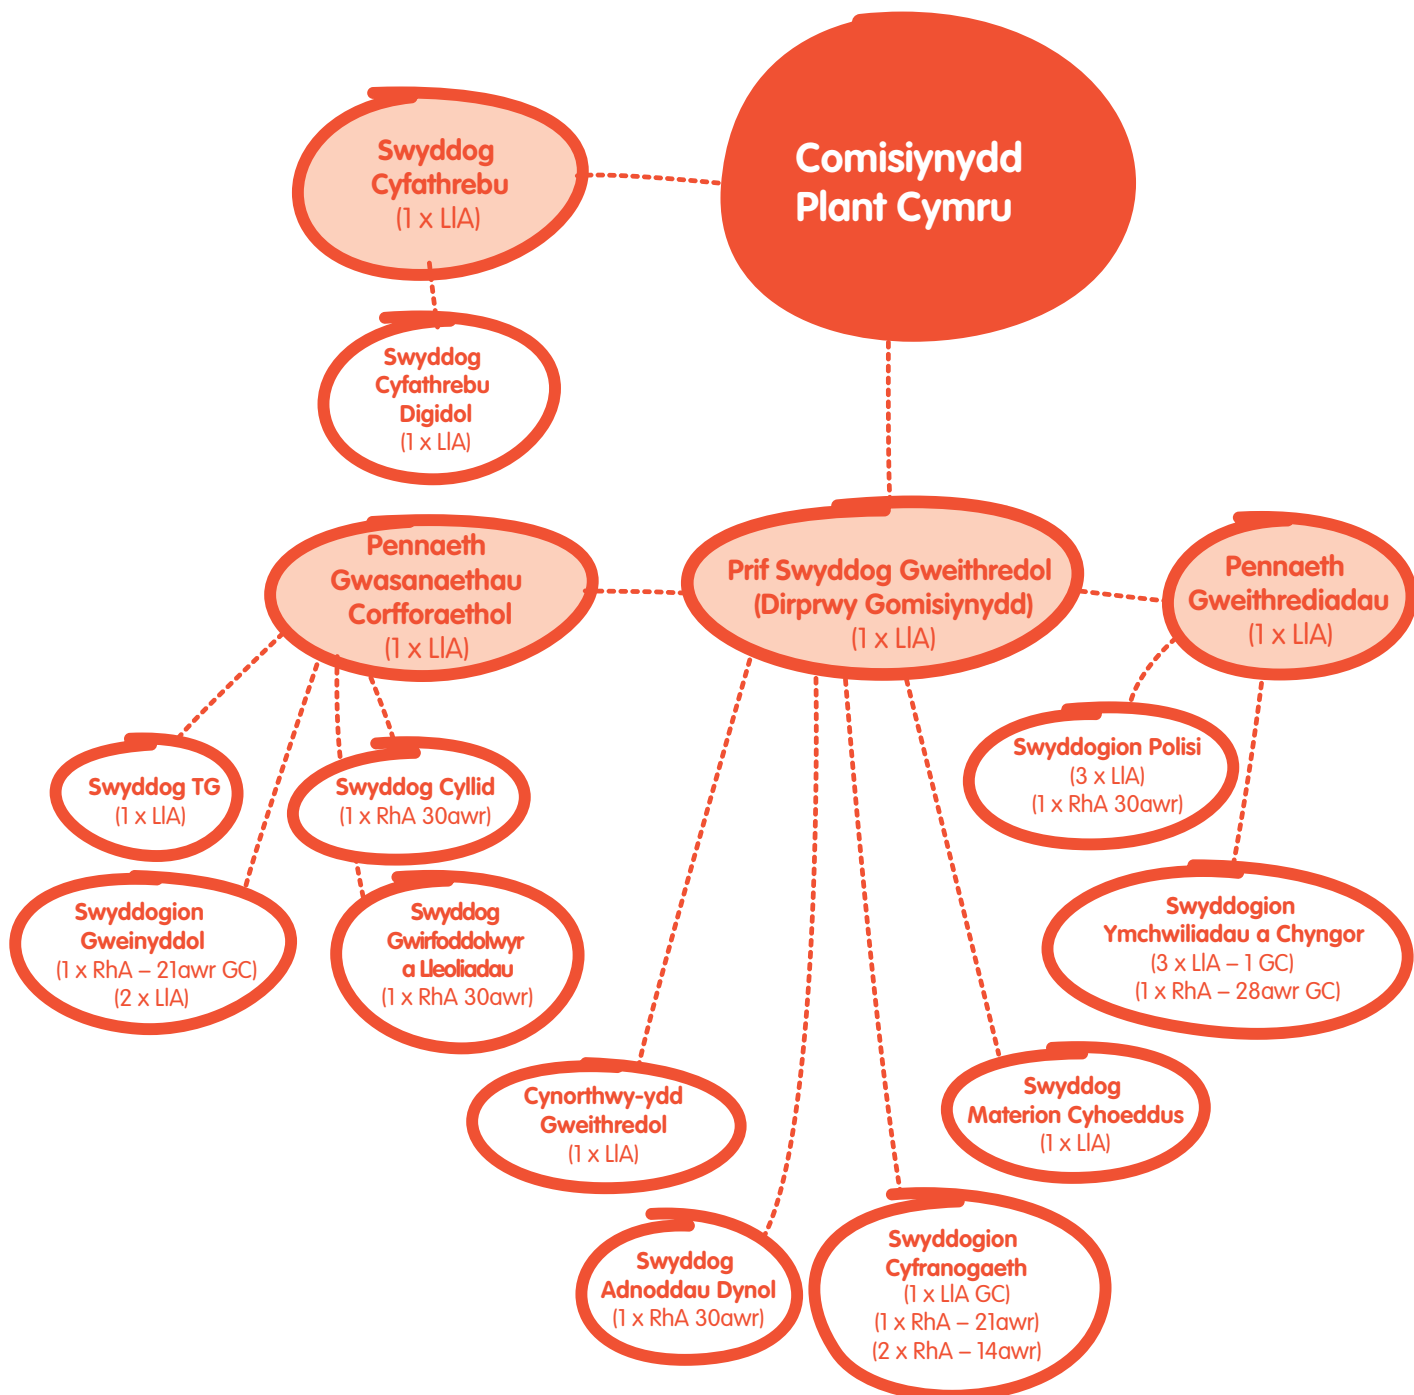 Comisiynydd
Plant Cymru
Swyddog
Cyfathrebu
(1 x LlA)
Swyddog
Cyfathrebu
Digidol
(1 x LlA)
Pennaeth
Gwasanaethau
Corfforaethol
(1 x LlA)
Prif Swyddog Gweithredol
(Dirprwy Gomisiynydd)
(1 x LlA)
Pennaeth
Gweithrediadau
(1 x LlA)
Swyddog TG
(1 x LlA)
Swyddog Cyllid
(1 x RhA 30awr)
Swyddogion Polisi
(3 x LlA)
(1 x RhA 30awr)
Swyddogion
Gweinyddol
(1 x RhA – 21awr GC)
(2 x LlA)
Swyddog
Gwirfoddolwyr
a Lleoliadau
(1 x RhA 30awr)
Swyddogion
Ymchwiliadau a Chyngor
(3 x LlA – 1 GC)
(1 x RhA – 28awr GC)
Cynorthwy-ydd
Gweithredol
(1 x LlA)
Swyddog
Materion Cyhoeddus
(1 x LlA)
Swyddog
Adnoddau Dynol
(1 x RhA 30awr)
Swyddogion
Cyfranogaeth
(1 x LlA GC)
(1 x RhA – 21awr)
(2 x RhA – 14awr)